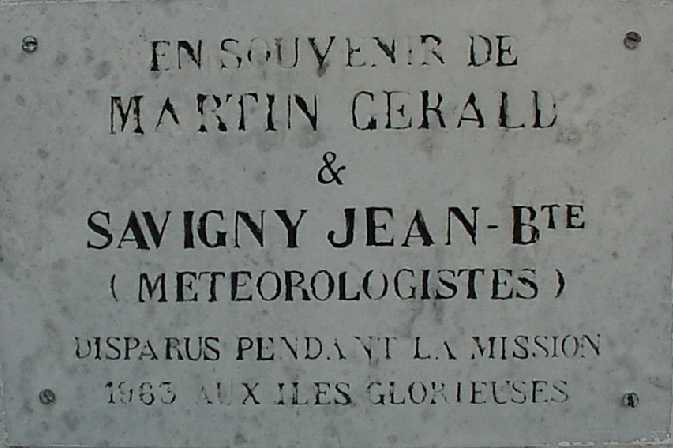 EN SOUVENIR DE
MARTIN GERALD
&
SAVIGNY JEAN-BTE
(METEOROLOGISTES)
DISPARUS PENDANT LA MISSION
1963 AUX ILES GLORIEUSES